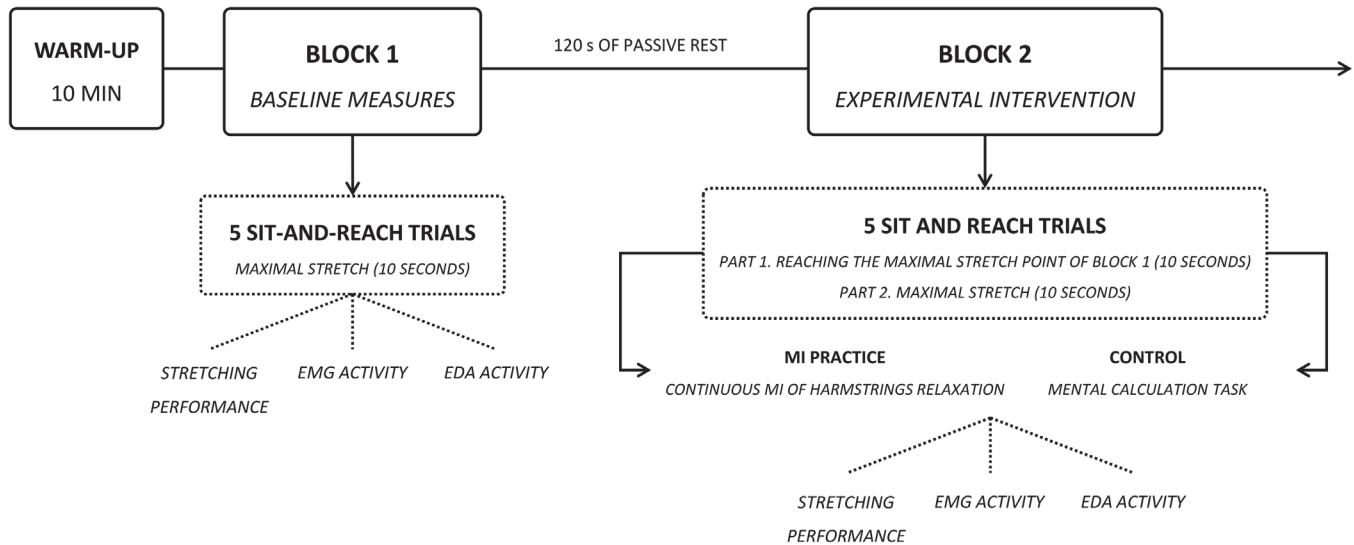 WARM-UP
10 MIN
BLOCK 1
BASELINE MEASURES
120 s OF PASSIVE REST
BLOCK 2
EXPERIMENTAL INTERVENTION
5 SIT-AND-REACH TRIALS
MAXIMAL STRETCH (10 SECONDS)
STRETCHING
PERFORMANCE
EMG ACTIVITY
EDA ACTIVITY
5 SIT AND REACH TRIALS
PART 1. REACHING THE MAXIMAL STRETCH POINT OF BLOCK 1 (10 SECONDS)
PART 2. MAXIMAL STRETCH (10 SECONDS)
MI PRACTICE
CONTINUOUS MI OF HARMSTRINGS RELAXATION
CONTROL
MENTAL CALCULATION TASK
STRETCHING
PERFORMANCE
EMG ACTIVITY
EDA ACTIVITY